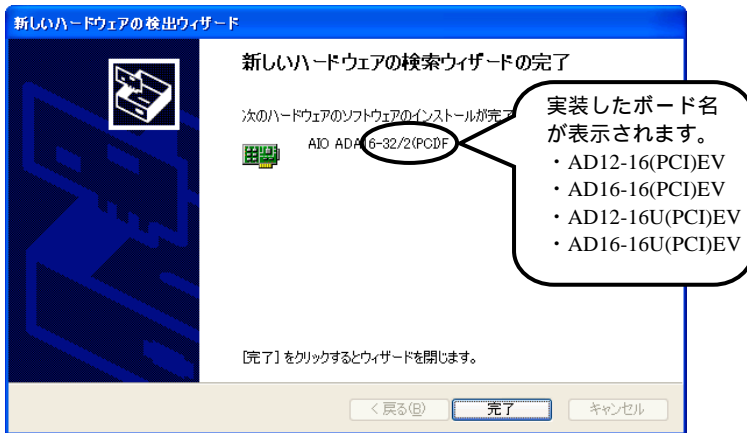 新しいハードウェアの検出ウィザード
新しいハードウェアの検索ウィザードの完了
次のハードウェアのソフトウェアのインストールが完了
AIO ADA16-32/2(PCI)F
実装したボード名
が表示されます。
・AD12-16(PCI)EV
・AD16-16(PCI)EV
・AD12-16U(PCI)EV
・AD16-16U(PCI)EV
[完了] をクリックするとウィザードを閉じます。
< 戻る(B)
完了
キャンセル